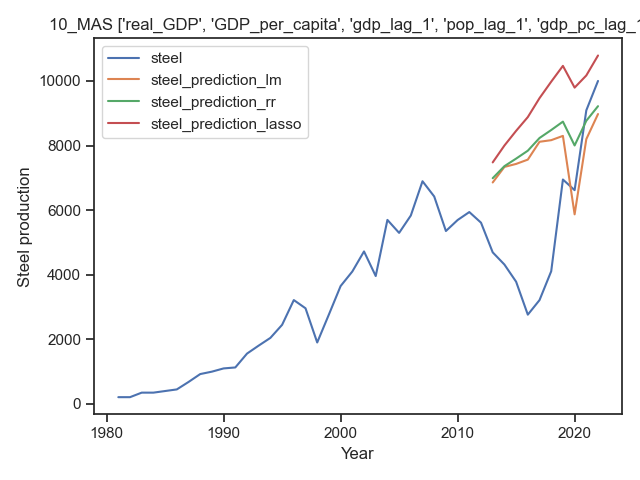 10_MAS ['real_GDP', 'GDP_per_capita', 'gdp_lag_1', 'pop_lag_1', 'gdp_pc_lag_1
steel
steel_prediction_lm
steel_prediction_rr
steel_prediction_lasso
Steel production
10000
8000
6000
4000
2000
0
1980 1990 2000 2010 2020
Year